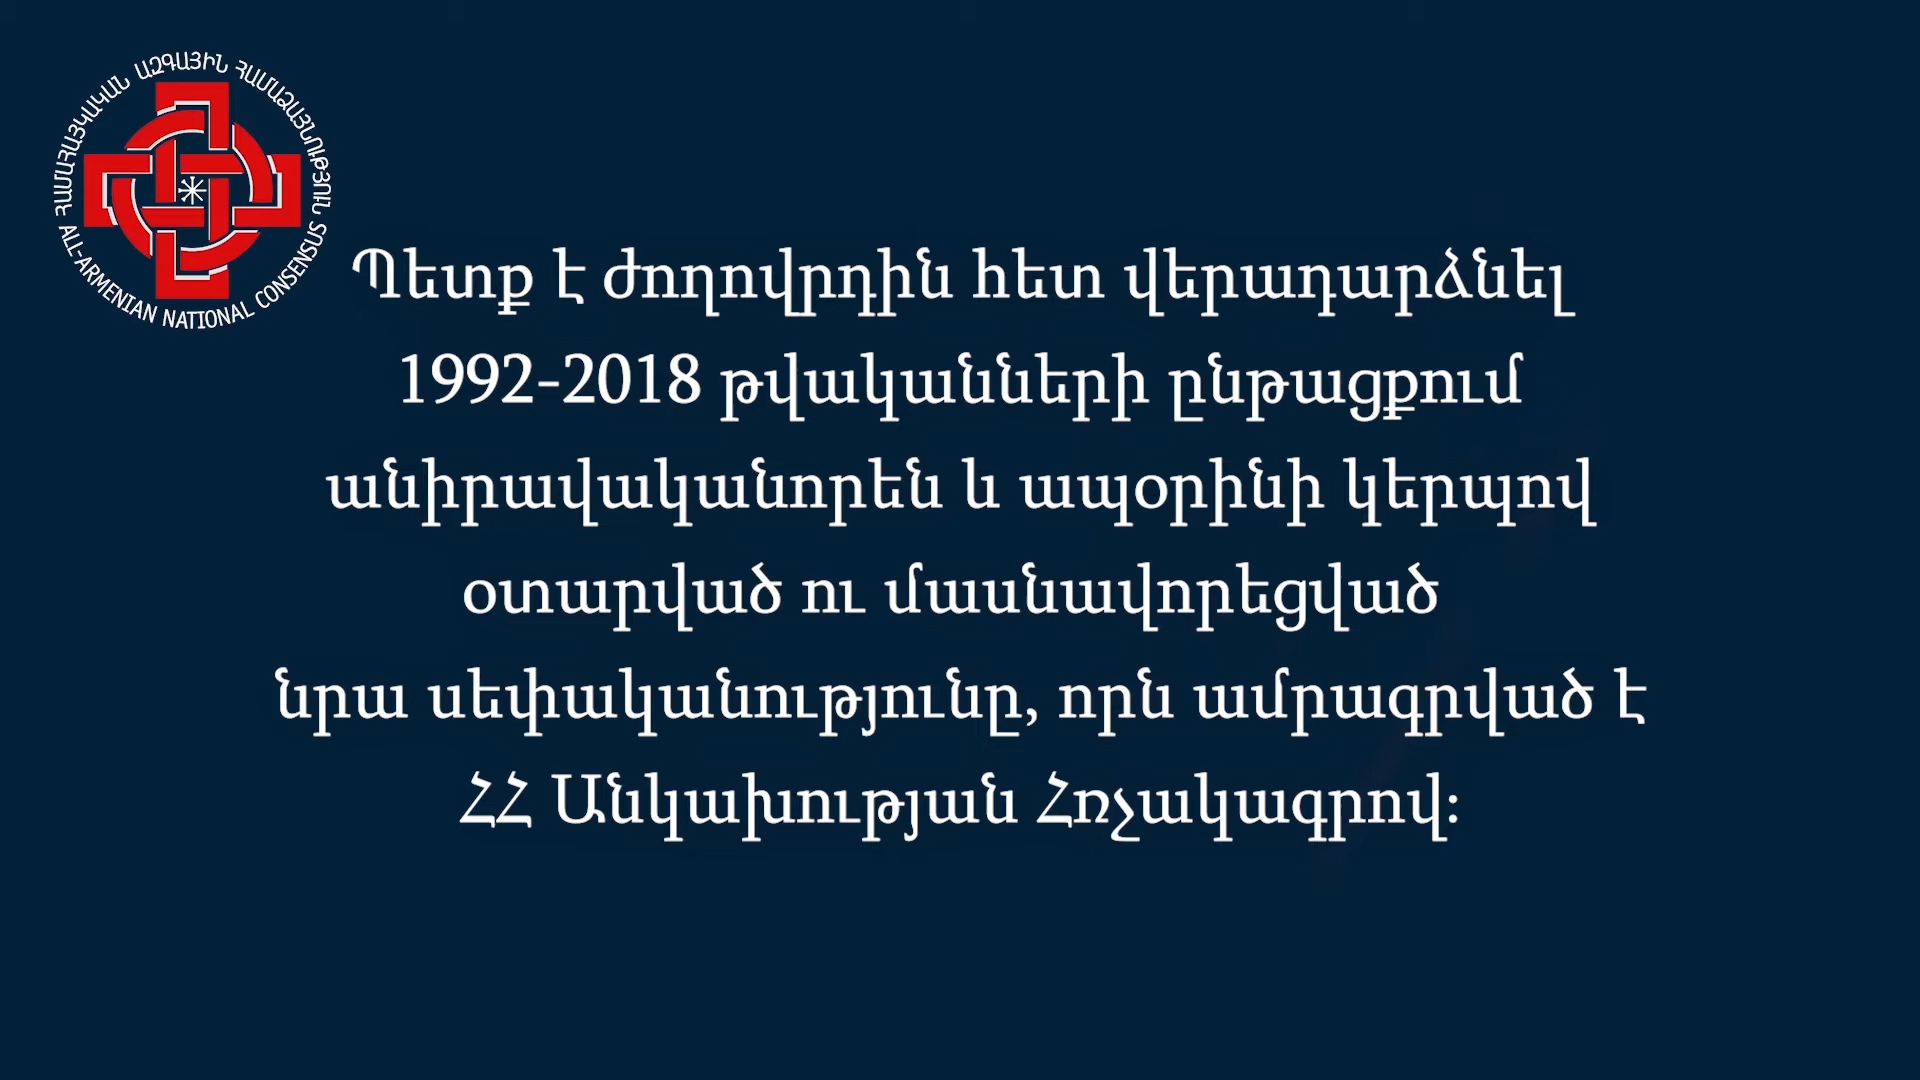 ՀԱՄԱՀԱՅԿԱԿԱՆ ԱԶԳԱՅԻՆ ՀԱՄԱՁԱՅՆՈՒԹՅՈՒՆ
ALL-ARMENIAN NATIONAL CONSENSUS
Պետք է ժողովրդին հետ վերադարձնել
1992-2018 թվականների ընթացքում
անիրավականորեն և ապօրինի կերպով
օտարված ու մասնավորեցված
նրա սեփականությունը, որն ամրագրված է
ՀՀ Անկախության Հռչակագրով։